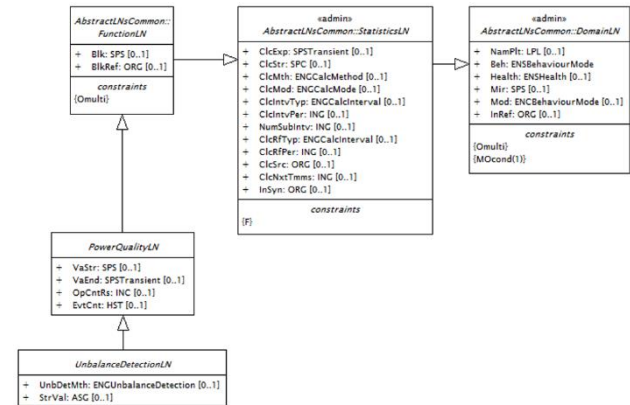 AbstractLNsCommon::
FunctionLN
+ Blk: SPS [0..1]
+ BlkRef: ORG [0..1]
constraints
{Omulti}
«admin»
AbstractLNsCommon::StatisticsLN
+ ClcExp: SPSTransient [0..1]
+ ClcStr: SPC [0..1]
+ ClcMth: ENGCalcMethod [0..1]
+ ClcMod: ENGCalcMode [0..1]
+ ClcIntvTyp: ENGCalcInterval [0..1]
+ ClcIntvPer: ING [0..1]
+ NumSubIntv: ING [0..1]
+ ClcRfTyp: ENGCalcInterval [0..1]
+ ClcRfPer: ING [0..1]
+ ClcSrc: ORG [0..1]
+ ClcNxtTmms: ING [0..1]
+ InSyn: ORG [0..1]
constraints
{F}
«admin»
AbstractLNsCommon::DomainLN
+ NamPlt: LPL [0..1]
+ Beh: ENSBehaviourMode
+ Health: ENSHealth [0..1]
+ Mir: SPS [0..1]
+ Mod: ENCBehaviourMode [0..1]
+ InRef: ORG [0..1]
constraints
{Omulti}
{MOcond(1)}
PowerQualityLN
+ VaStr: SPS [0..1]
+ VaEnd: SPSTransient [0..1]
+ OpCntRs: INC [0..1]
+ EvtCnt: HST [0..1]
UnbalanceDetectionLN
+ UnbDetMth: ENGUnbalanceDetection [0..1]
+ StrVal: ASG [0..1]